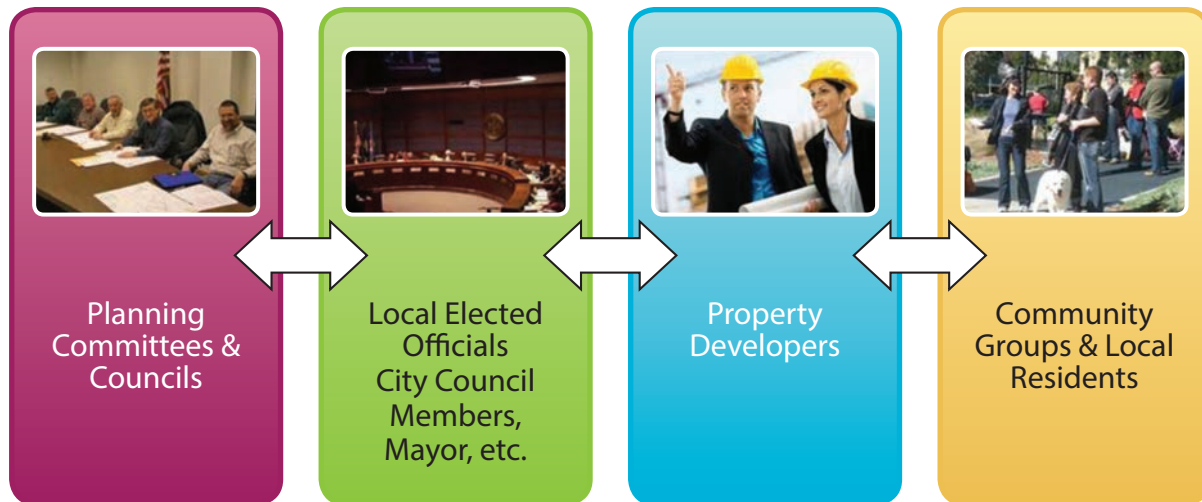 Planning
Committees &
Councils
Local Elected
Officials
City Council
Members,
Mayor, etc.
Property
Developers
Community
Groups & Local
Residents